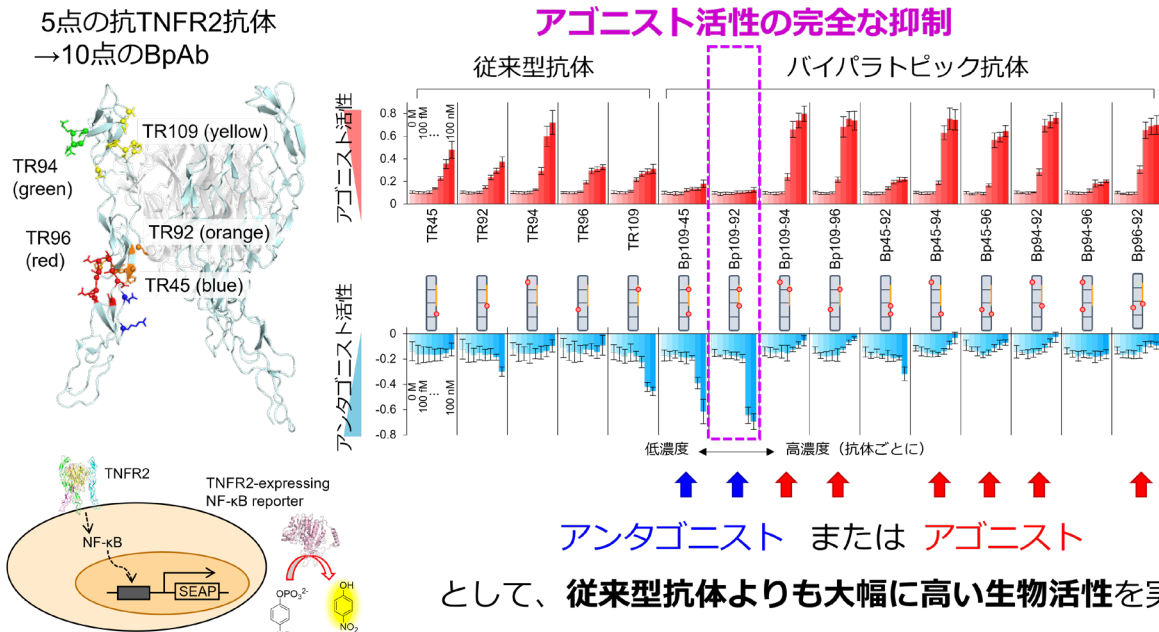 5点の抗TNFR2抗体
→10点のBpAb
TR109 (yellow)
TR94
(green)
TR96
(red)
TR92 (orange)
TR45 (blue)
アゴニスト活性の完全な抑制
従来型抗体
バイパラトピック抗体
アゴニスト活性
0.8
0.6
0.4
0.2
0
0 M
100 fM
...
100 nM
TR45
TR92
TR94
TR96
TR109
Bp109-45
Bp109-92
Bp109-94
Bp109-96
Bp45-92
Bp45-94
Bp45-96
Bp94-92
Bp94-96
Bp96-92
アンタゴニスト活性
0
-0.2
-0.4
-0.6
-0.8
0 M
100 fM
...
100 nM
低濃度
高濃度（抗体ごとに）
アンタゴニスト または アゴニスト
として、従来型抗体よりも大幅に高い生物活性を実
TNFR2
TNFR2-expressing
NF-κB reporter
NF-κB
SEAP
OPO₃²⁻
OH
NO₂